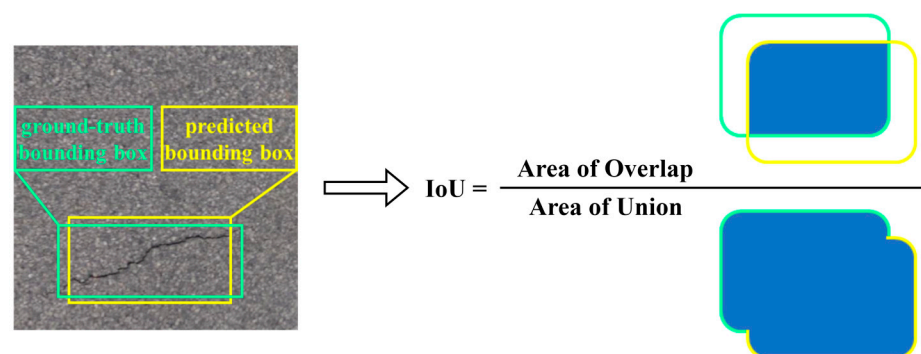 ground-truth
bounding box
predicted
bounding box
IoU =
Area of Overlap
Area of Union